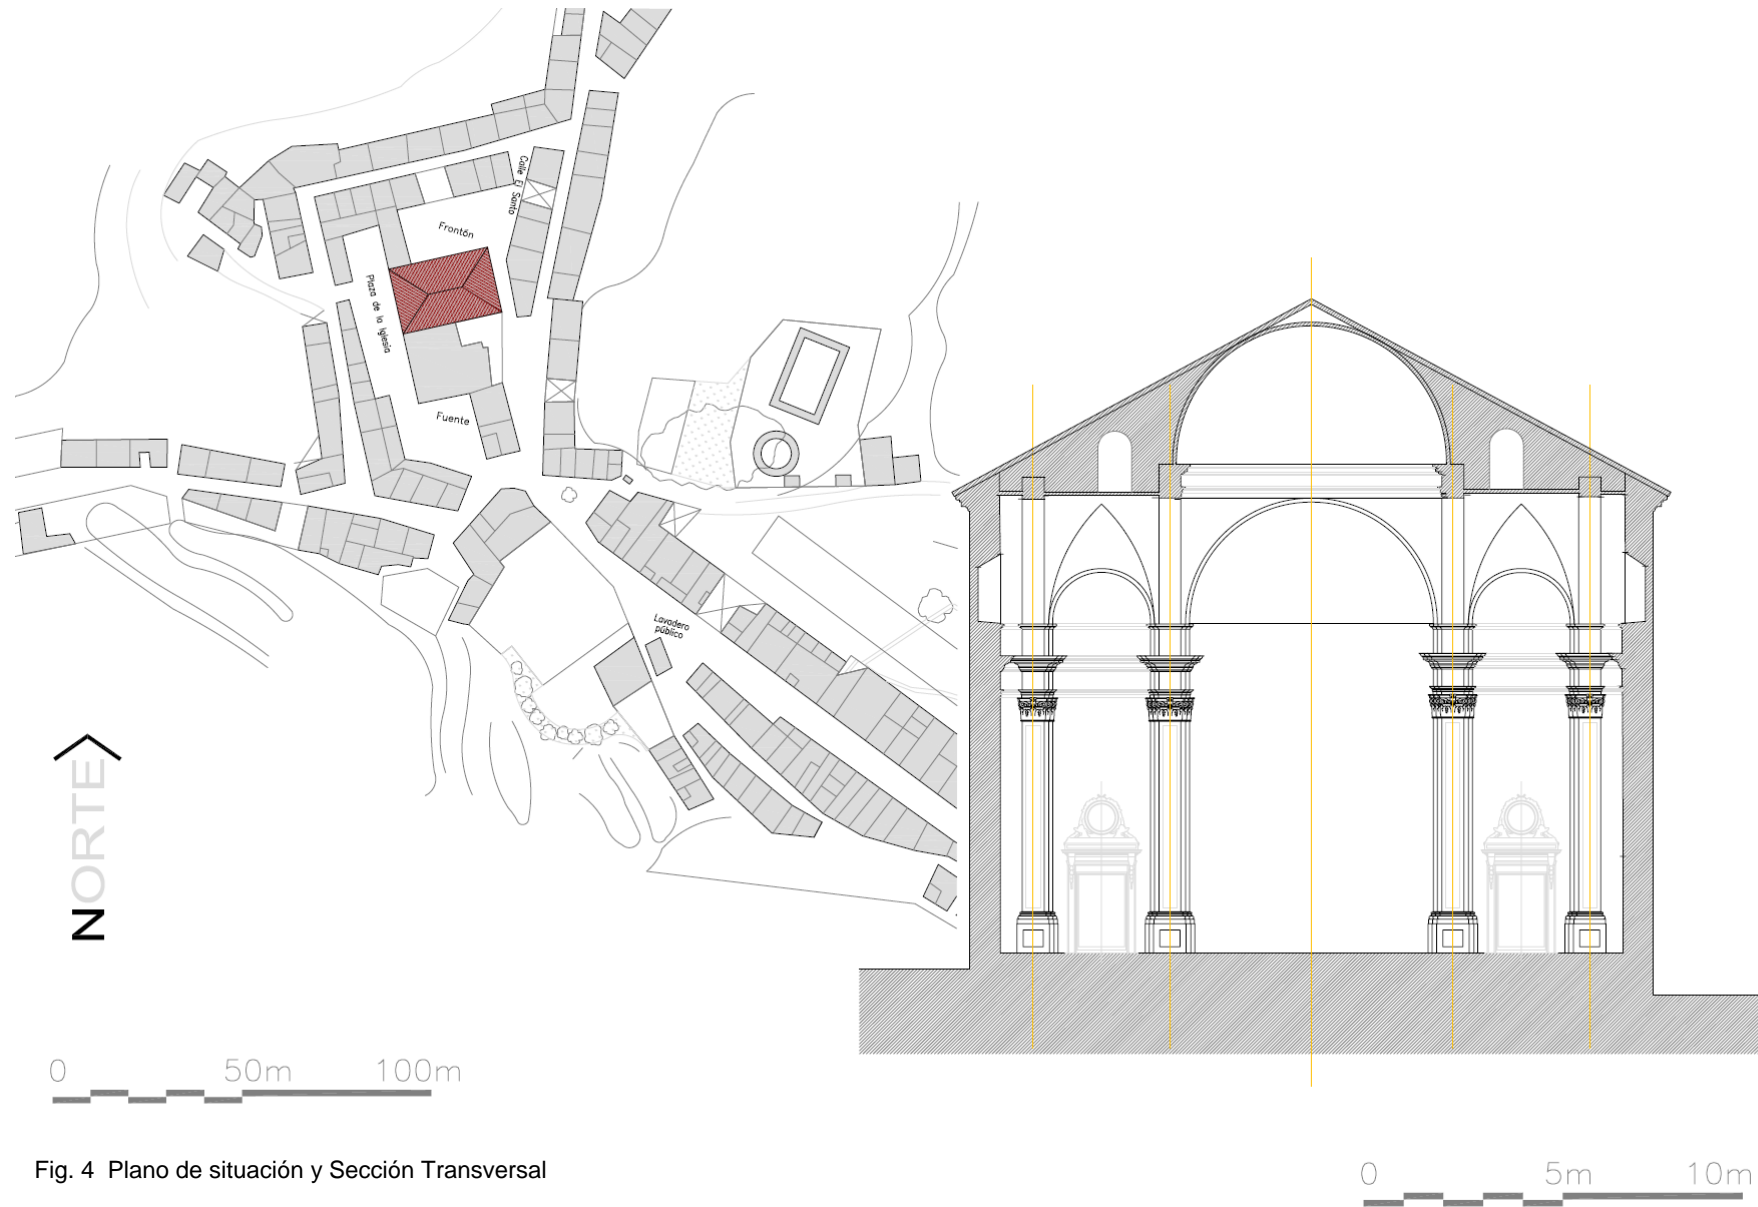 Calle El Santo
Frontón
Plaza de la Iglesia
Fuente
Lavadero
público
NORTE
0 50m 100m
Fig. 4 Plano de situación y Sección Transversal
0 5m 10m